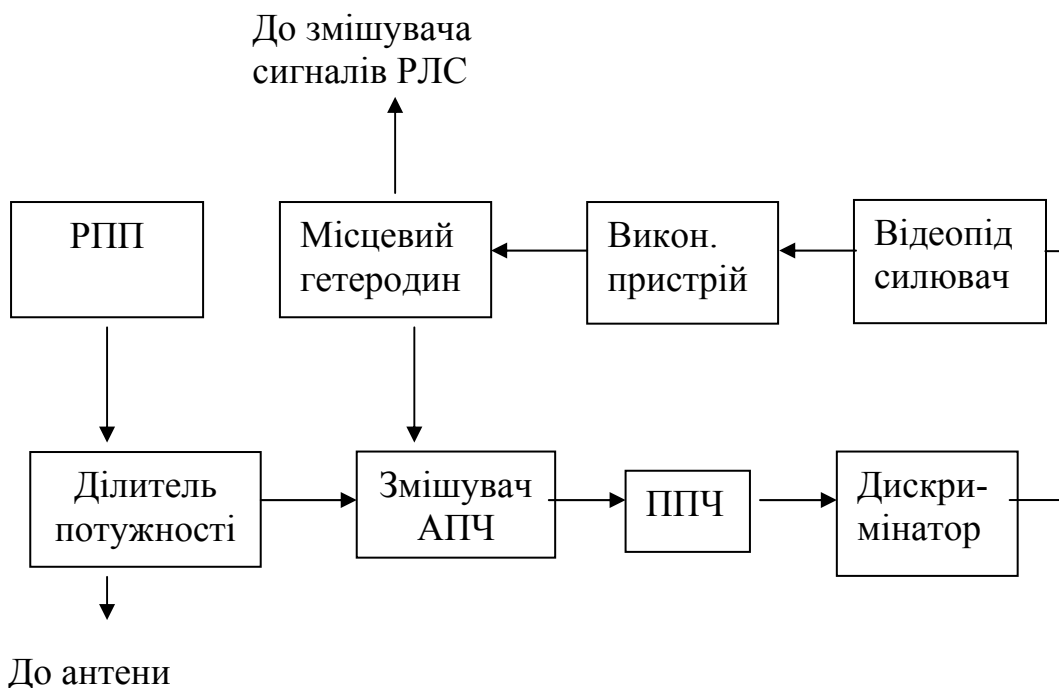 До змішувача
сигналів РЛС
РПП
Місцевий
гетеродин
Викон.
пристрій
Відеопід
силювач
Ділитель
потужності
Змішувач
АПЧ
ППЧ
Дискри-
мінатор
До антени